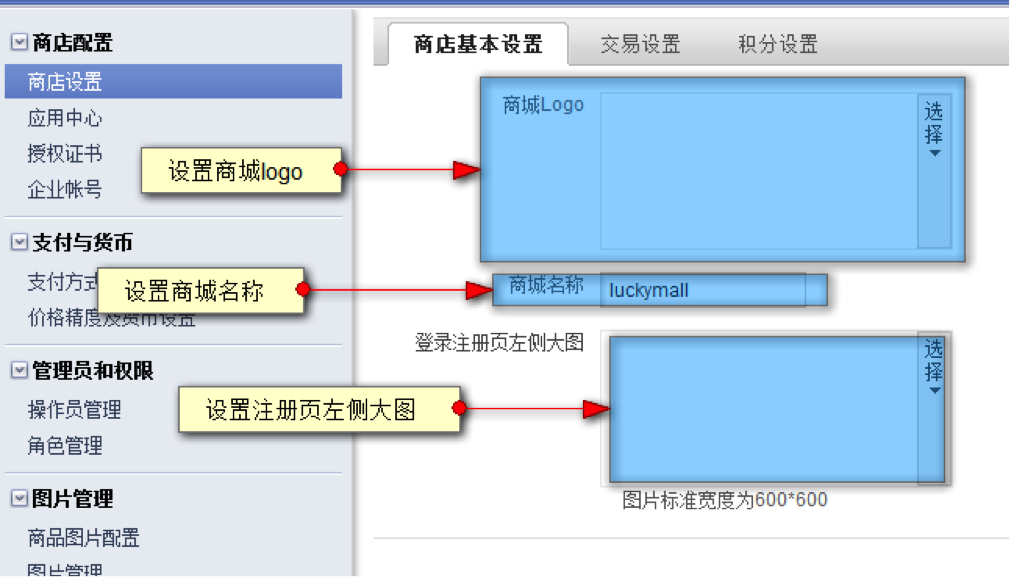 商店配置
商店设置
应用中心
授权证书
企业帐号
支付与货币
支付方式
价格精度及货币设置
管理员和权限
操作员管理
角色管理
图片管理
商品图片配置
图片管理
商店基本设置 交易设置 积分设置
商城Logo
选择
设置商城logo
商城名称 luckymall
设置商城名称
登录注册页左侧大图
选择
设置注册页左侧大图
图片标准宽度为600*600